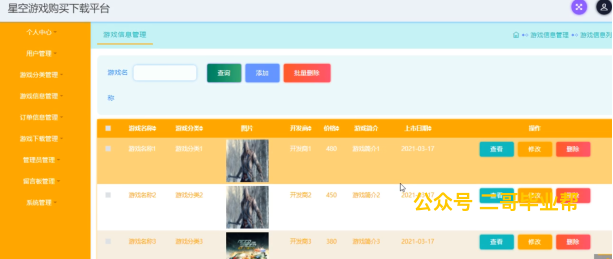 星空游戏购买下载平台
个人中心
用户管理
游戏分类管理
游戏信息管理
订单信息管理
游戏下载管理
管理员管理
留言板管理
系统管理
游戏信息管理
游戏信息管理 游戏信息列
游戏名称 查询 添加 批量删除
游戏名称 游戏分类 图片 开发商 价格 游戏简介 上市日期 操作
游戏名称1 游戏分类1 开发商1 480 游戏简介1 2021-03-17 查看 修改 删除
游戏名称2 游戏分类2 开发商2 450 游戏简介2 2021-03-17 查看 修改 删除
公众号 二哥毕业帮
游戏名称3 游戏分类3 开发商3 380 游戏简介3 2021-03-17 查看 修改 删除